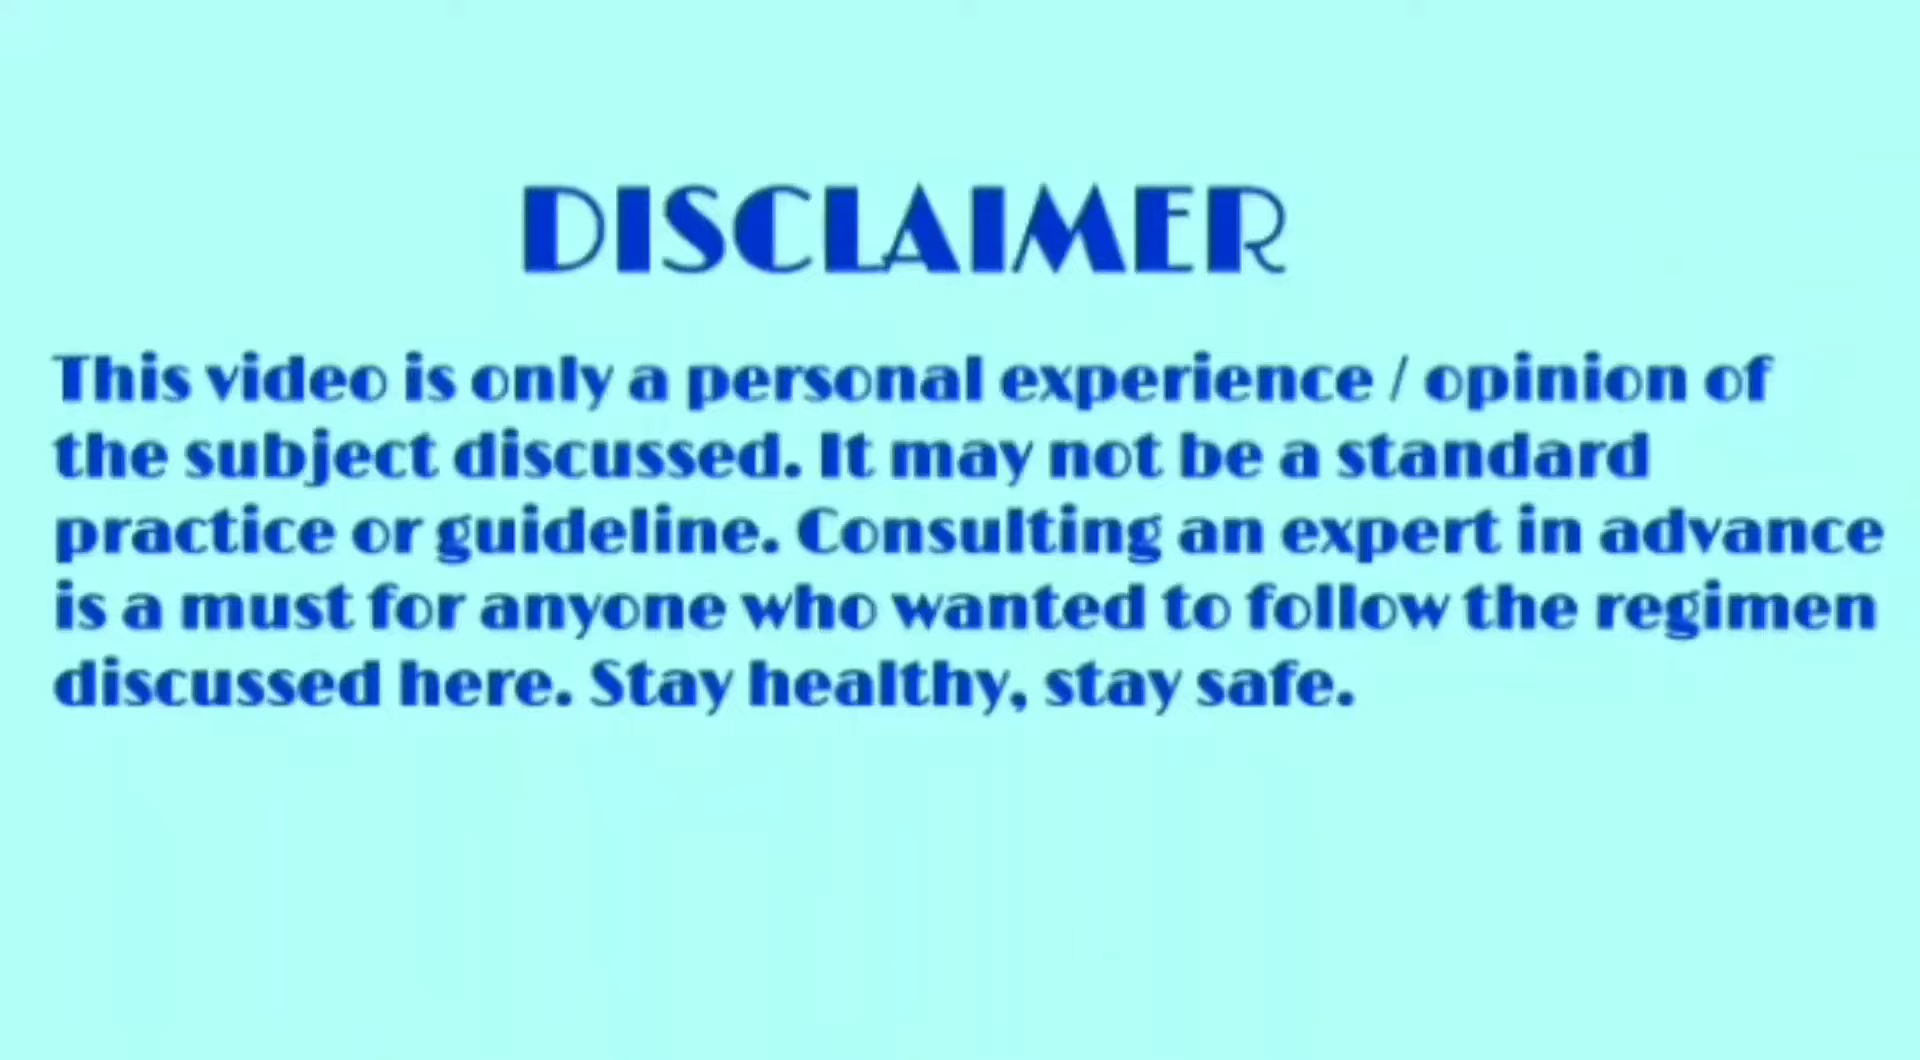 DISCLAIMER
This video is only a personal experience / opinion of
the subject discussed. It may not be a standard
practice or guideline. Consulting an expert in advance
is a must for anyone who wanted to follow the regimen
discussed here. Stay healthy, stay safe.